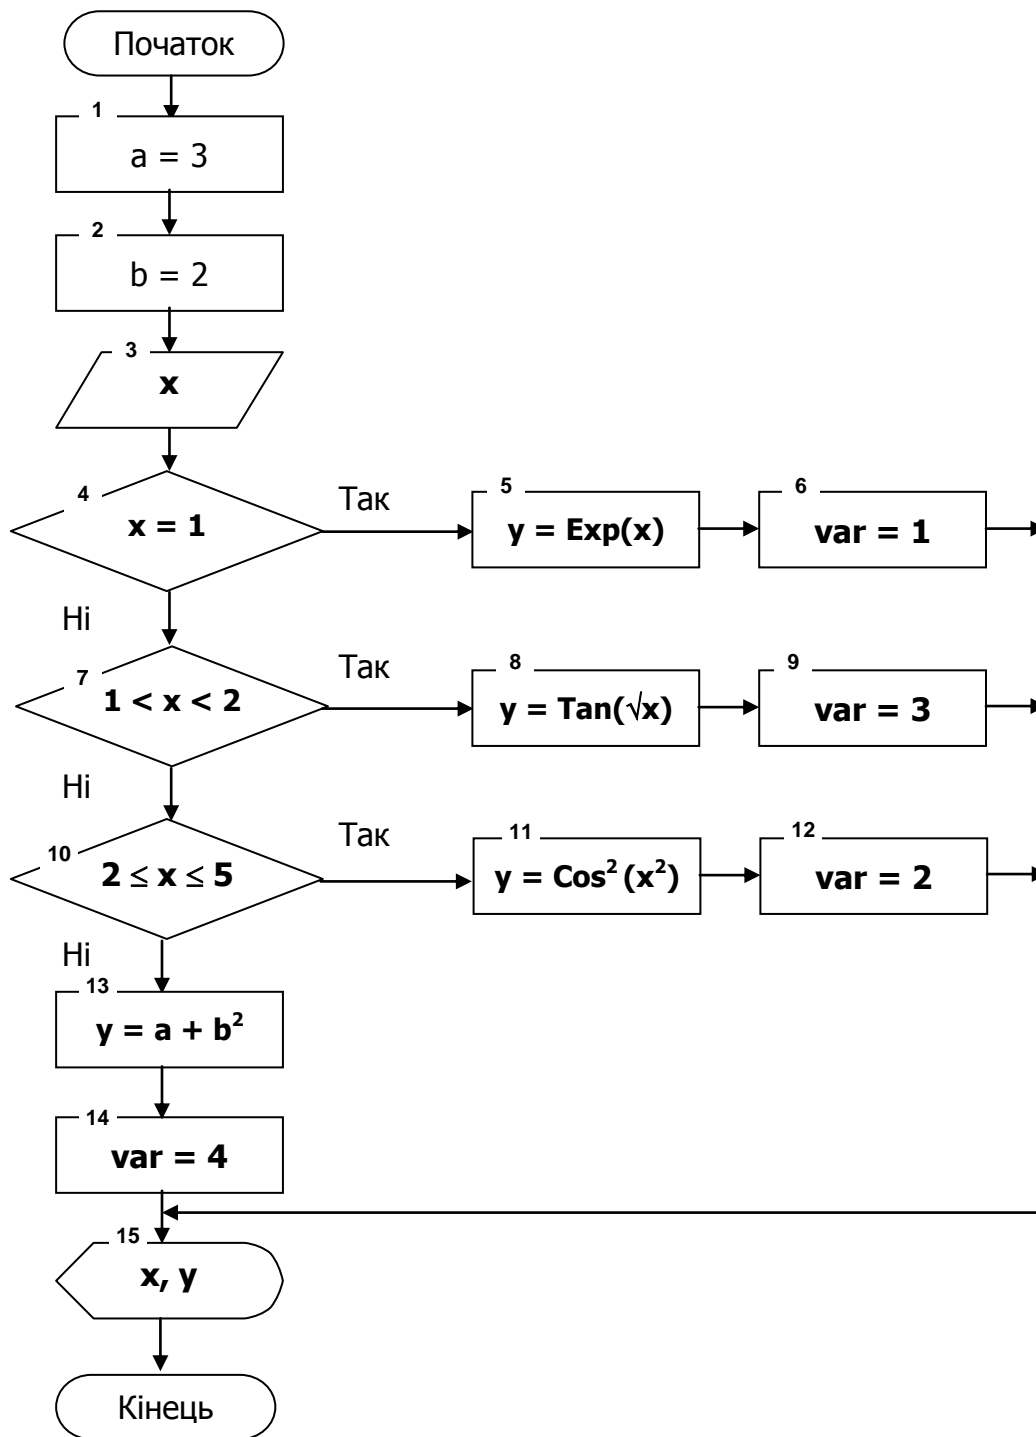 Початок
1
a = 3
2
b = 2
3
x
4
x = 1
Так
5
y = Exp(x)
6
var = 1
Ні
7
1 < x < 2
Так
8
y = Tan(√x)
9
var = 3
Ні
10
2 ≤ x ≤ 5
Так
11
y = Cos² (x²)
12
var = 2
Ні
13
y = a + b²
14
var = 4
15
x, y
Кінець